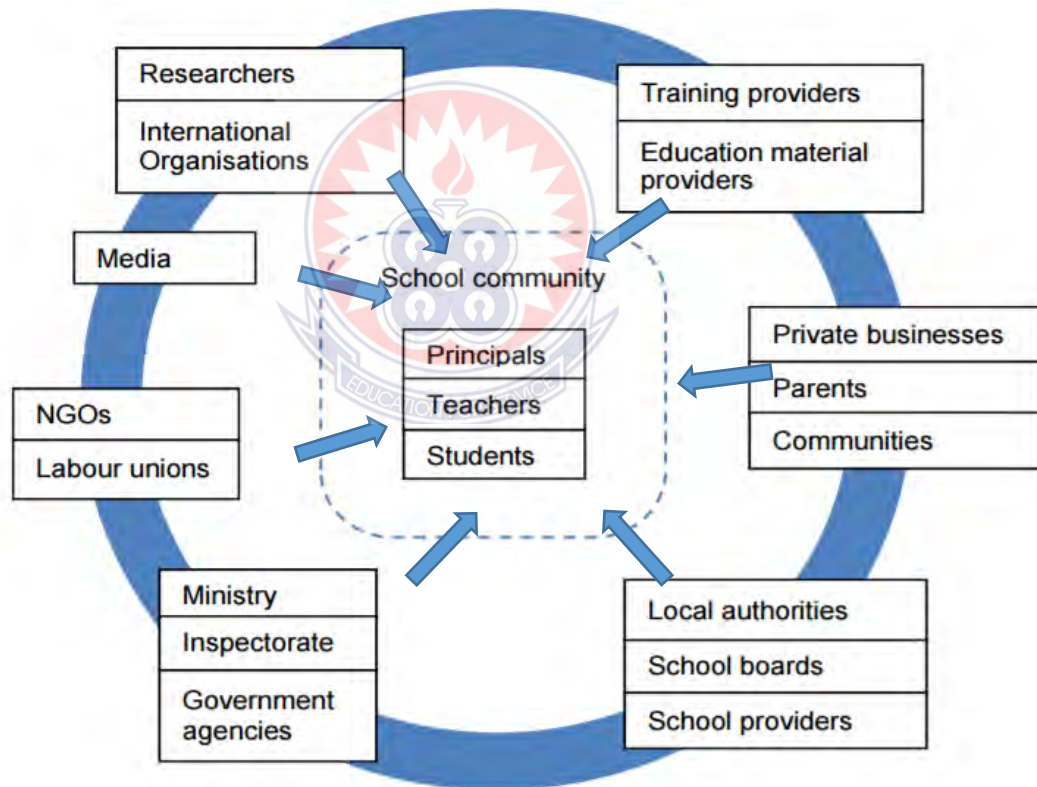 Researchers
International
Organisations
Training providers
Education material
providers
Media
School community
Private businesses
Parents
Communities
Principals
Teachers
Students
NGOs
Labour unions
Ministry
Inspectorate
Government
agencies
Local authorities
School boards
School providers